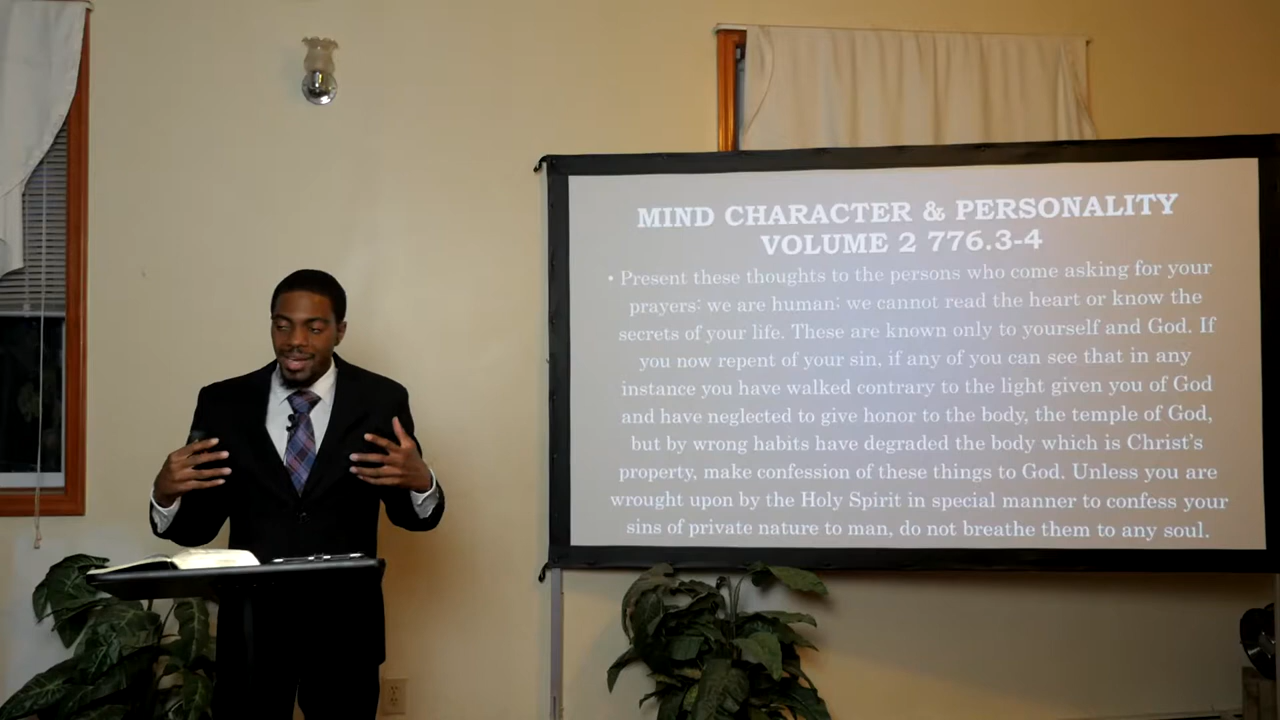 MIND CHARACTER & PERSONALITY
VOLUME 2 776.3-4
• Present these thoughts to the persons who come asking for your
prayers: we are human; we cannot read the heart or know the
secrets of your life. These are known only to yourself and God. If
you now repent of your sin, if any of you can see that in any
instance you have walked contrary to the light given you of God
and have neglected to give honor to the body, the temple of God,
but by wrong habits have degraded the body which is Christ's
property, make confession of these things to God. Unless you are
wrought upon by the Holy Spirit in special manner to confess your
sins of private nature to man, do not breathe them to any soul.